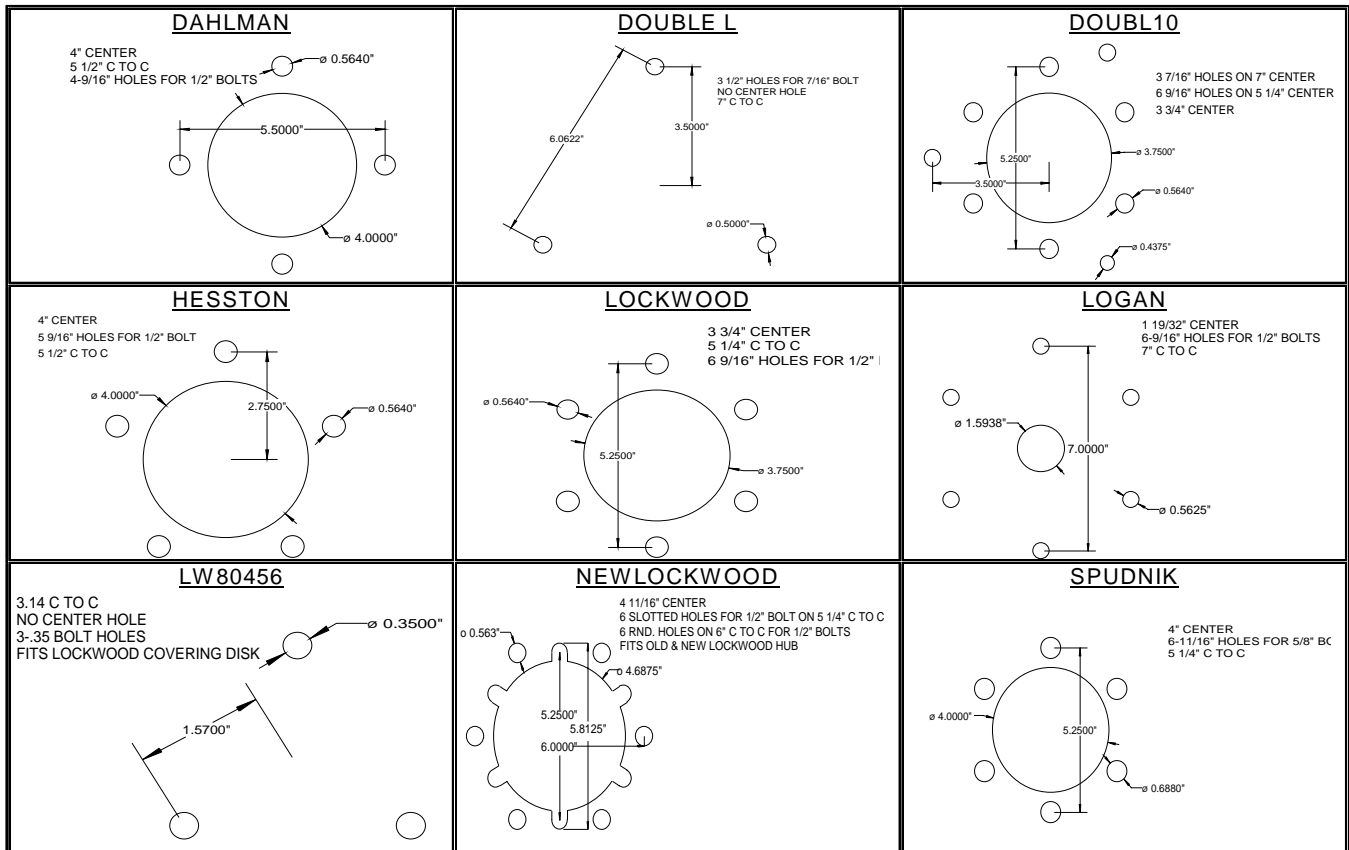 DAHLMAN
4" CENTER
5 1/2" C TO C
4-9/16" HOLES FOR 1/2" BOLTS
ø 0.5640"
5.5000"
ø 4.0000"
DOUBLE L
3 1/2" HOLES FOR 7/16" BOLT
NO CENTER HOLE
7" C TO C
6.0622"
3.5000"
ø 0.5000"
DOUBL10
3 7/16" HOLES ON 7" CENTER
6 9/16" HOLES ON 5 1/4" CENTER
3 3/4" CENTER
5.2500"
ø 3.7500"
3.5000"
ø 0.5640"
ø 0.4375"
HESSTON
4" CENTER
5 9/16" HOLES FOR 1/2" BOLT
5 1/2" C TO C
ø 4.0000"
2.7500"
ø 0.5640"
LOCKWOOD
3 3/4" CENTER
5 1/4" C TO C
6 9/16" HOLES FOR 1/2"
ø 0.5640"
5.2500"
ø 3.7500"
LOGAN
1 19/32" CENTER
6-9/16" HOLES FOR 1/2" BOLTS
7" C TO C
ø 1.5938"
7.0000"
ø 0.5625"
LW80456
3.14 C TO C
NO CENTER HOLE
3-.35 BOLT HOLES
FITS LOCKWOOD COVERING DISK
ø 0.3500"
1.5700"
NEWLOCKWOOD
4 11/16" CENTER
6 SLOTTED HOLES FOR 1/2" BOLT ON 5 1/4" C TO C
6 RND. HOLES ON 6" C TO C FOR 1/2" BOLTS
FITS OLD & NEW LOCKWOOD HUB
o 0.563"
o 4.6875"
5.2500"
5.8125"
6.0000"
SPUDNIK
4" CENTER
6-11/16" HOLES FOR 5/8"
5 1/4" C TO C
ø 4.0000"
5.2500"
ø 0.6880"